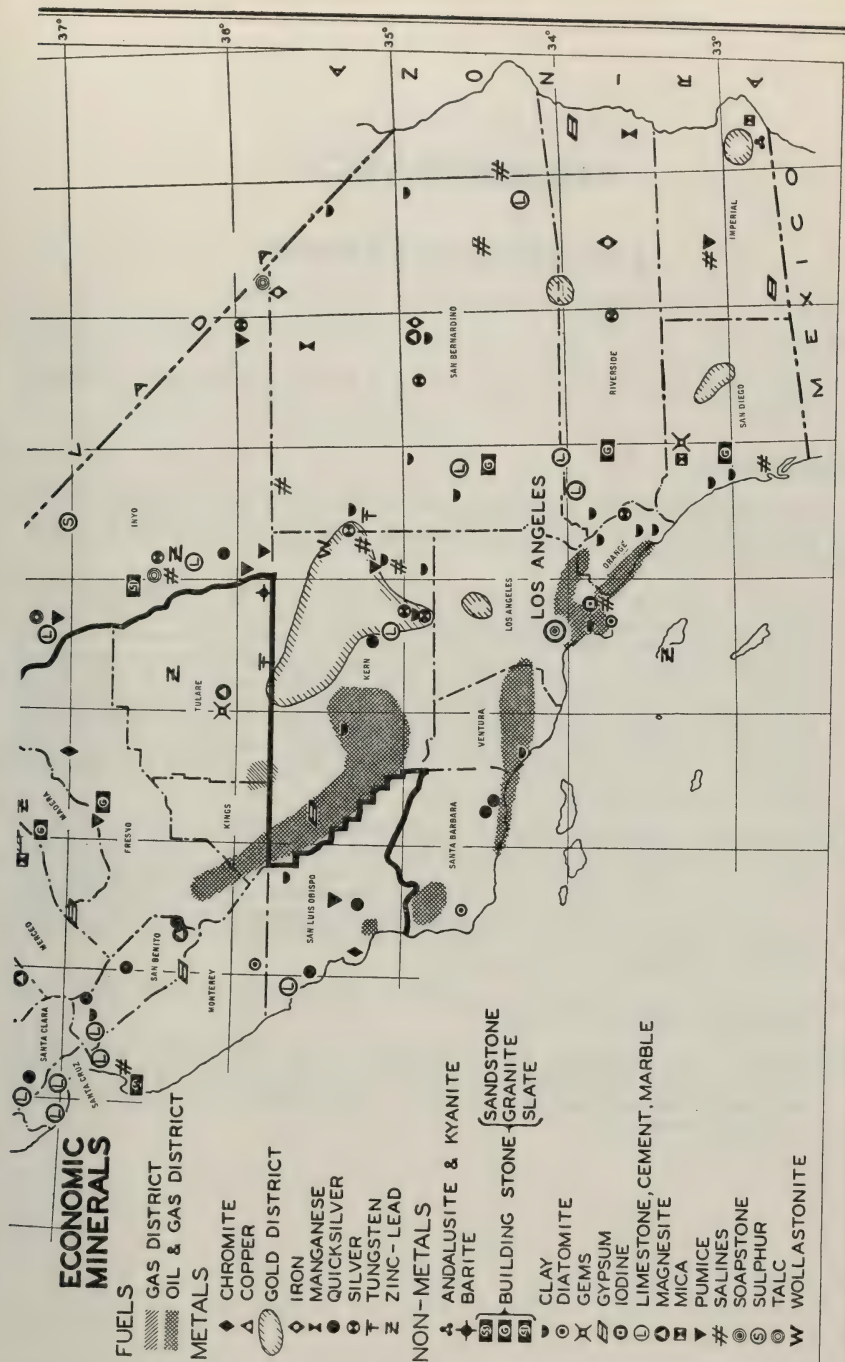 ECONOMIC
MINERALS
FUELS
GAS DISTRICT
OIL & GAS DISTRICT
METALS
CHROMITE
COPPER
GOLD DISTRICT
IRON
MANGANESE
QUICKSILVER
SILVER
TUNGSTEN
ZINC-LEAD
NON-METALS
ANDALUSITE & KYANITE
BARITE
BUILDING STONE
SANDSTONE
GRANITE
SLATE
CLAY
DIATOMITE
GEMS
GYPSUM
IODINE
LIMESTONE, CEMENT, MARBLE
MAGNESITE
MICA
PUMICE
SALINES
SOAPSTONE
SULPHUR
TALC
WOLLASTONITE
37°
36°
35°
34°
33°
SANTA CLARA
SANTA CRUZ
MERCED
MADERA
SAN BENITO
FRESNO
MONTEREY
KINGS
TULARE
INYO
SAN LUIS OBISPO
KERN
SANTA BARBARA
VENTURA
LOS ANGELES
LOS ANGELES
SAN BERNARDINO
ORANGE
RIVERSIDE
SAN DIEGO
IMPERIAL
ARIZONA
MEXICO